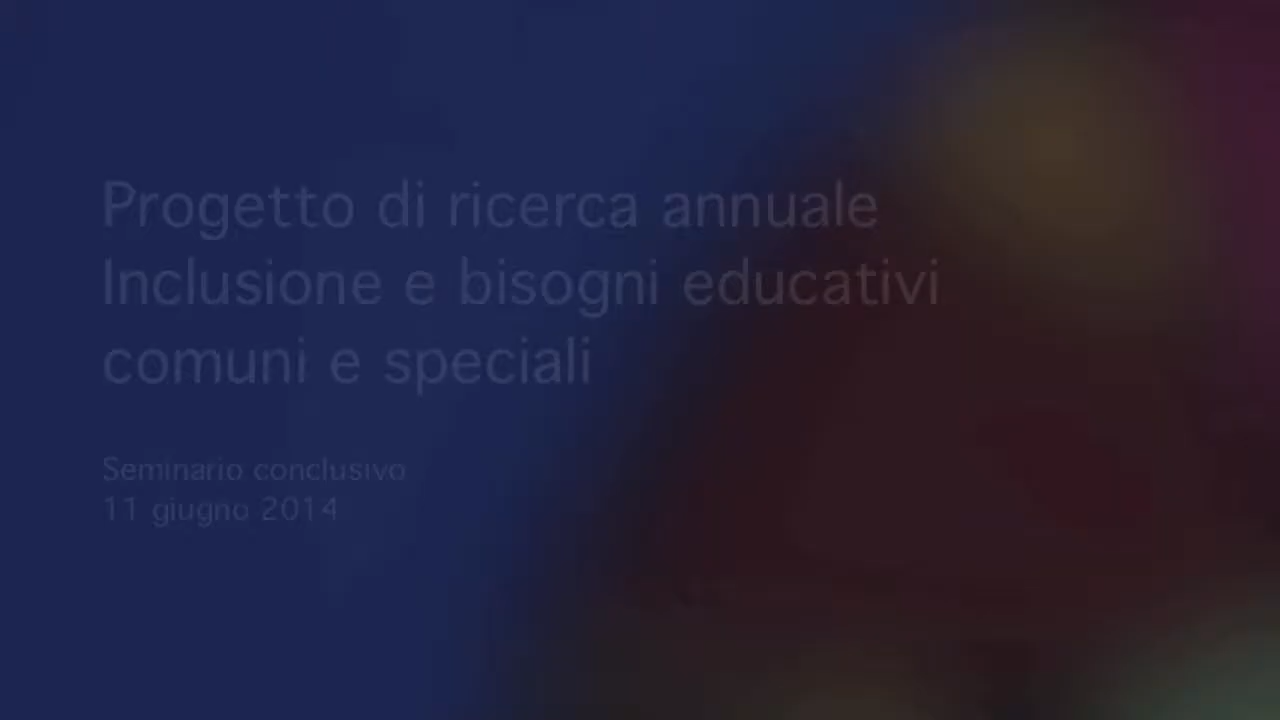 Progetto di ricerca annuale
Inclusione e bisogni educativi
comuni e speciali
Seminario conclusivo
11 giugno 2014